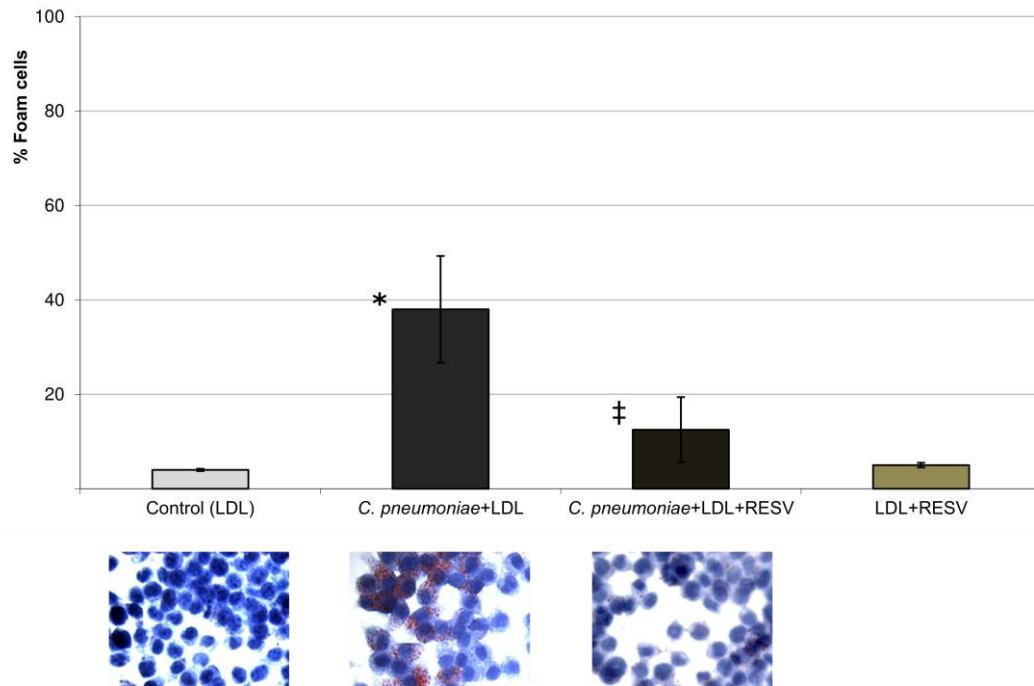 100
80
60
40
20
% Foam cells
*
‡
Control (LDL)
C. pneumoniae+LDL
C. pneumoniae+LDL+RESV
LDL+RESV